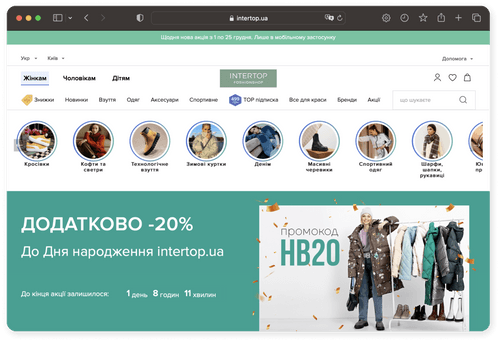 intertop.ua
Щодня нова акція з 1 по 25 грудня. Лише в мобільному застосунку
Укр Київ Допомога
Жінкам Чоловікам Дітям
INTERTOP
Знижки Новинки Взуття Одяг Аксесуари Спортивне TOP підписка Все для краси Бренди Акції
що шукаєте
Кросівки
Кофти та светри
Технологічне взуття
Зимові куртки
Денім
Масивні черевики
Спортивний одяг
Шарфи, шапки, рукавиці
ДОДАТКОВО -20%
До Дня народження intertop.ua
До кінця акції залишилося: 1 день 8 годин 11 хвилин
промокод
HB20